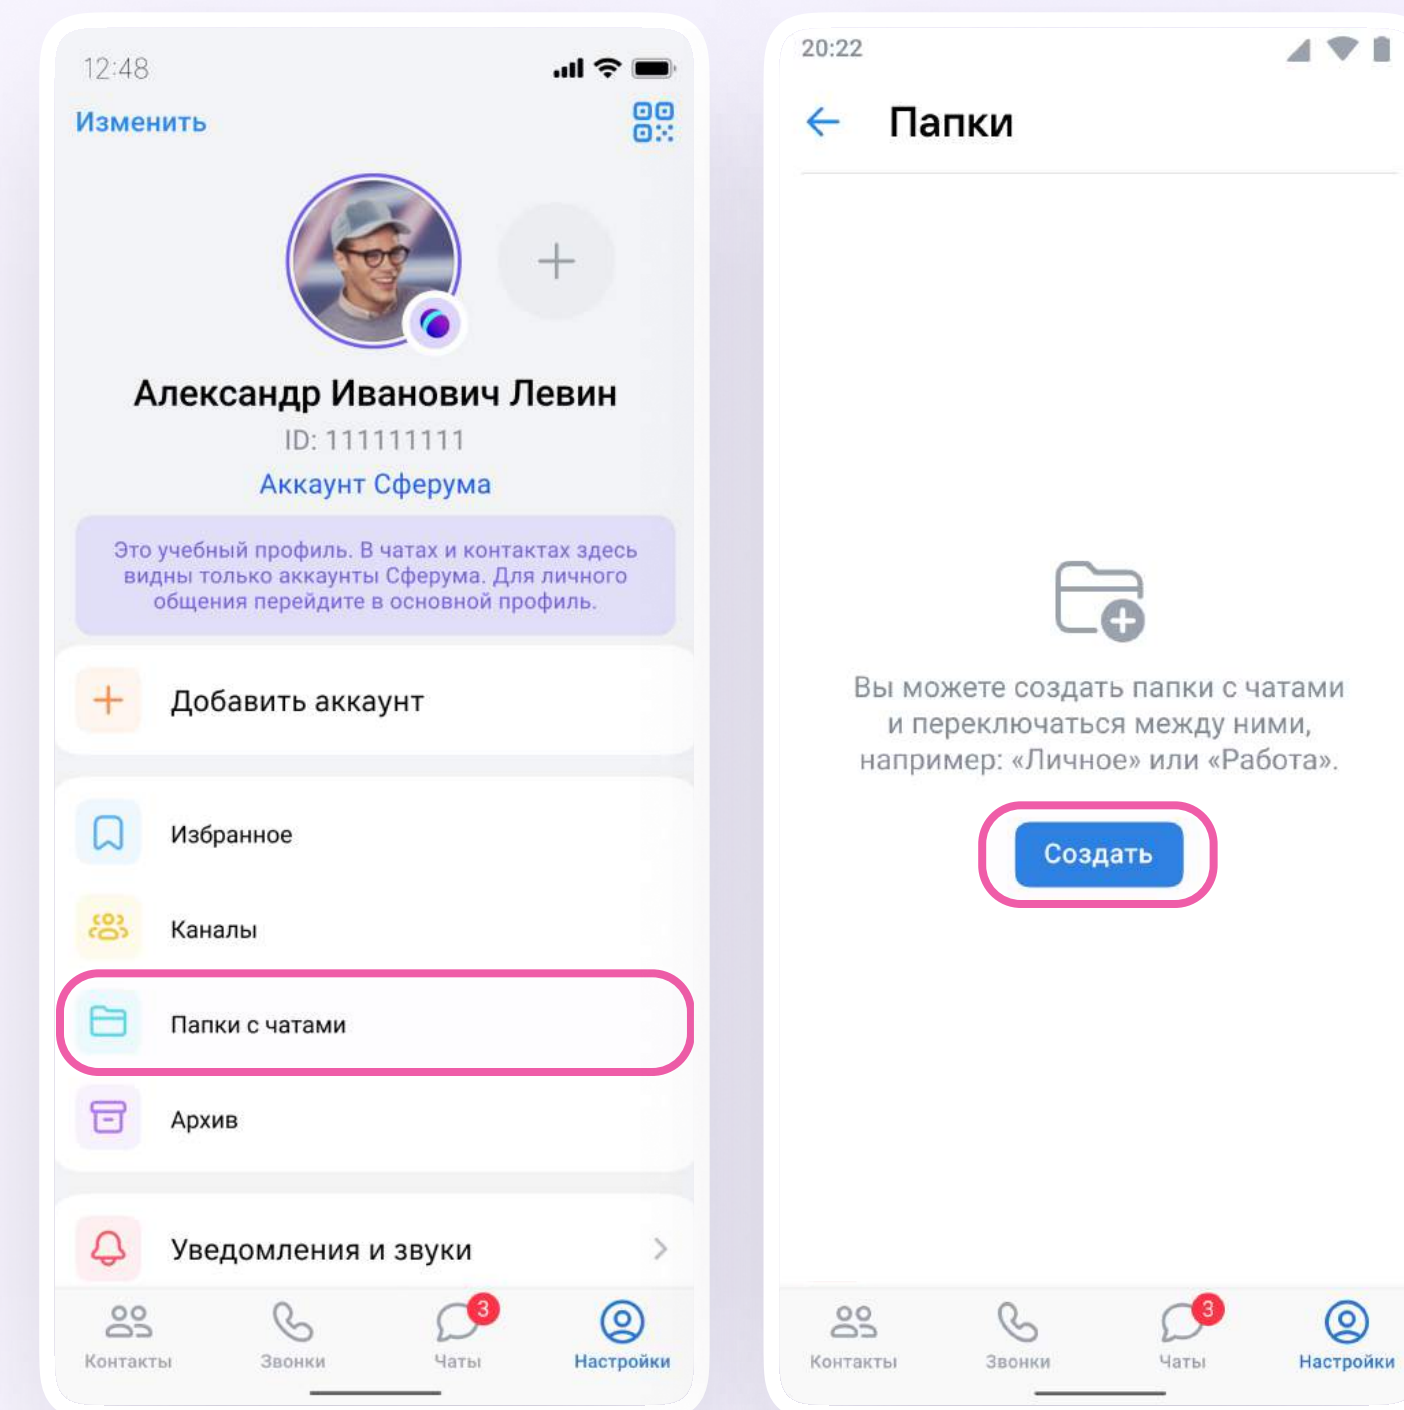 12:48
Изменить
Александр Иванович Левин
ID: 111111111
Аккаунт Сферума
Это учебный профиль. В чатах и контактах здесь
видны только аккаунты Сферума. Для личного
общения перейдите в основной профиль.
Добавить аккаунт
Избранное
Каналы
Папки с чатами
Архив
Уведомления и звуки
3
Контакты
Звонки
Чаты
Настройки
20:22
Папки
Вы можете создать папки с чатами
и переключаться между ними,
например: «Личное» или «Работа».
Создать
3
Контакты
Звонки
Чаты
Настройки